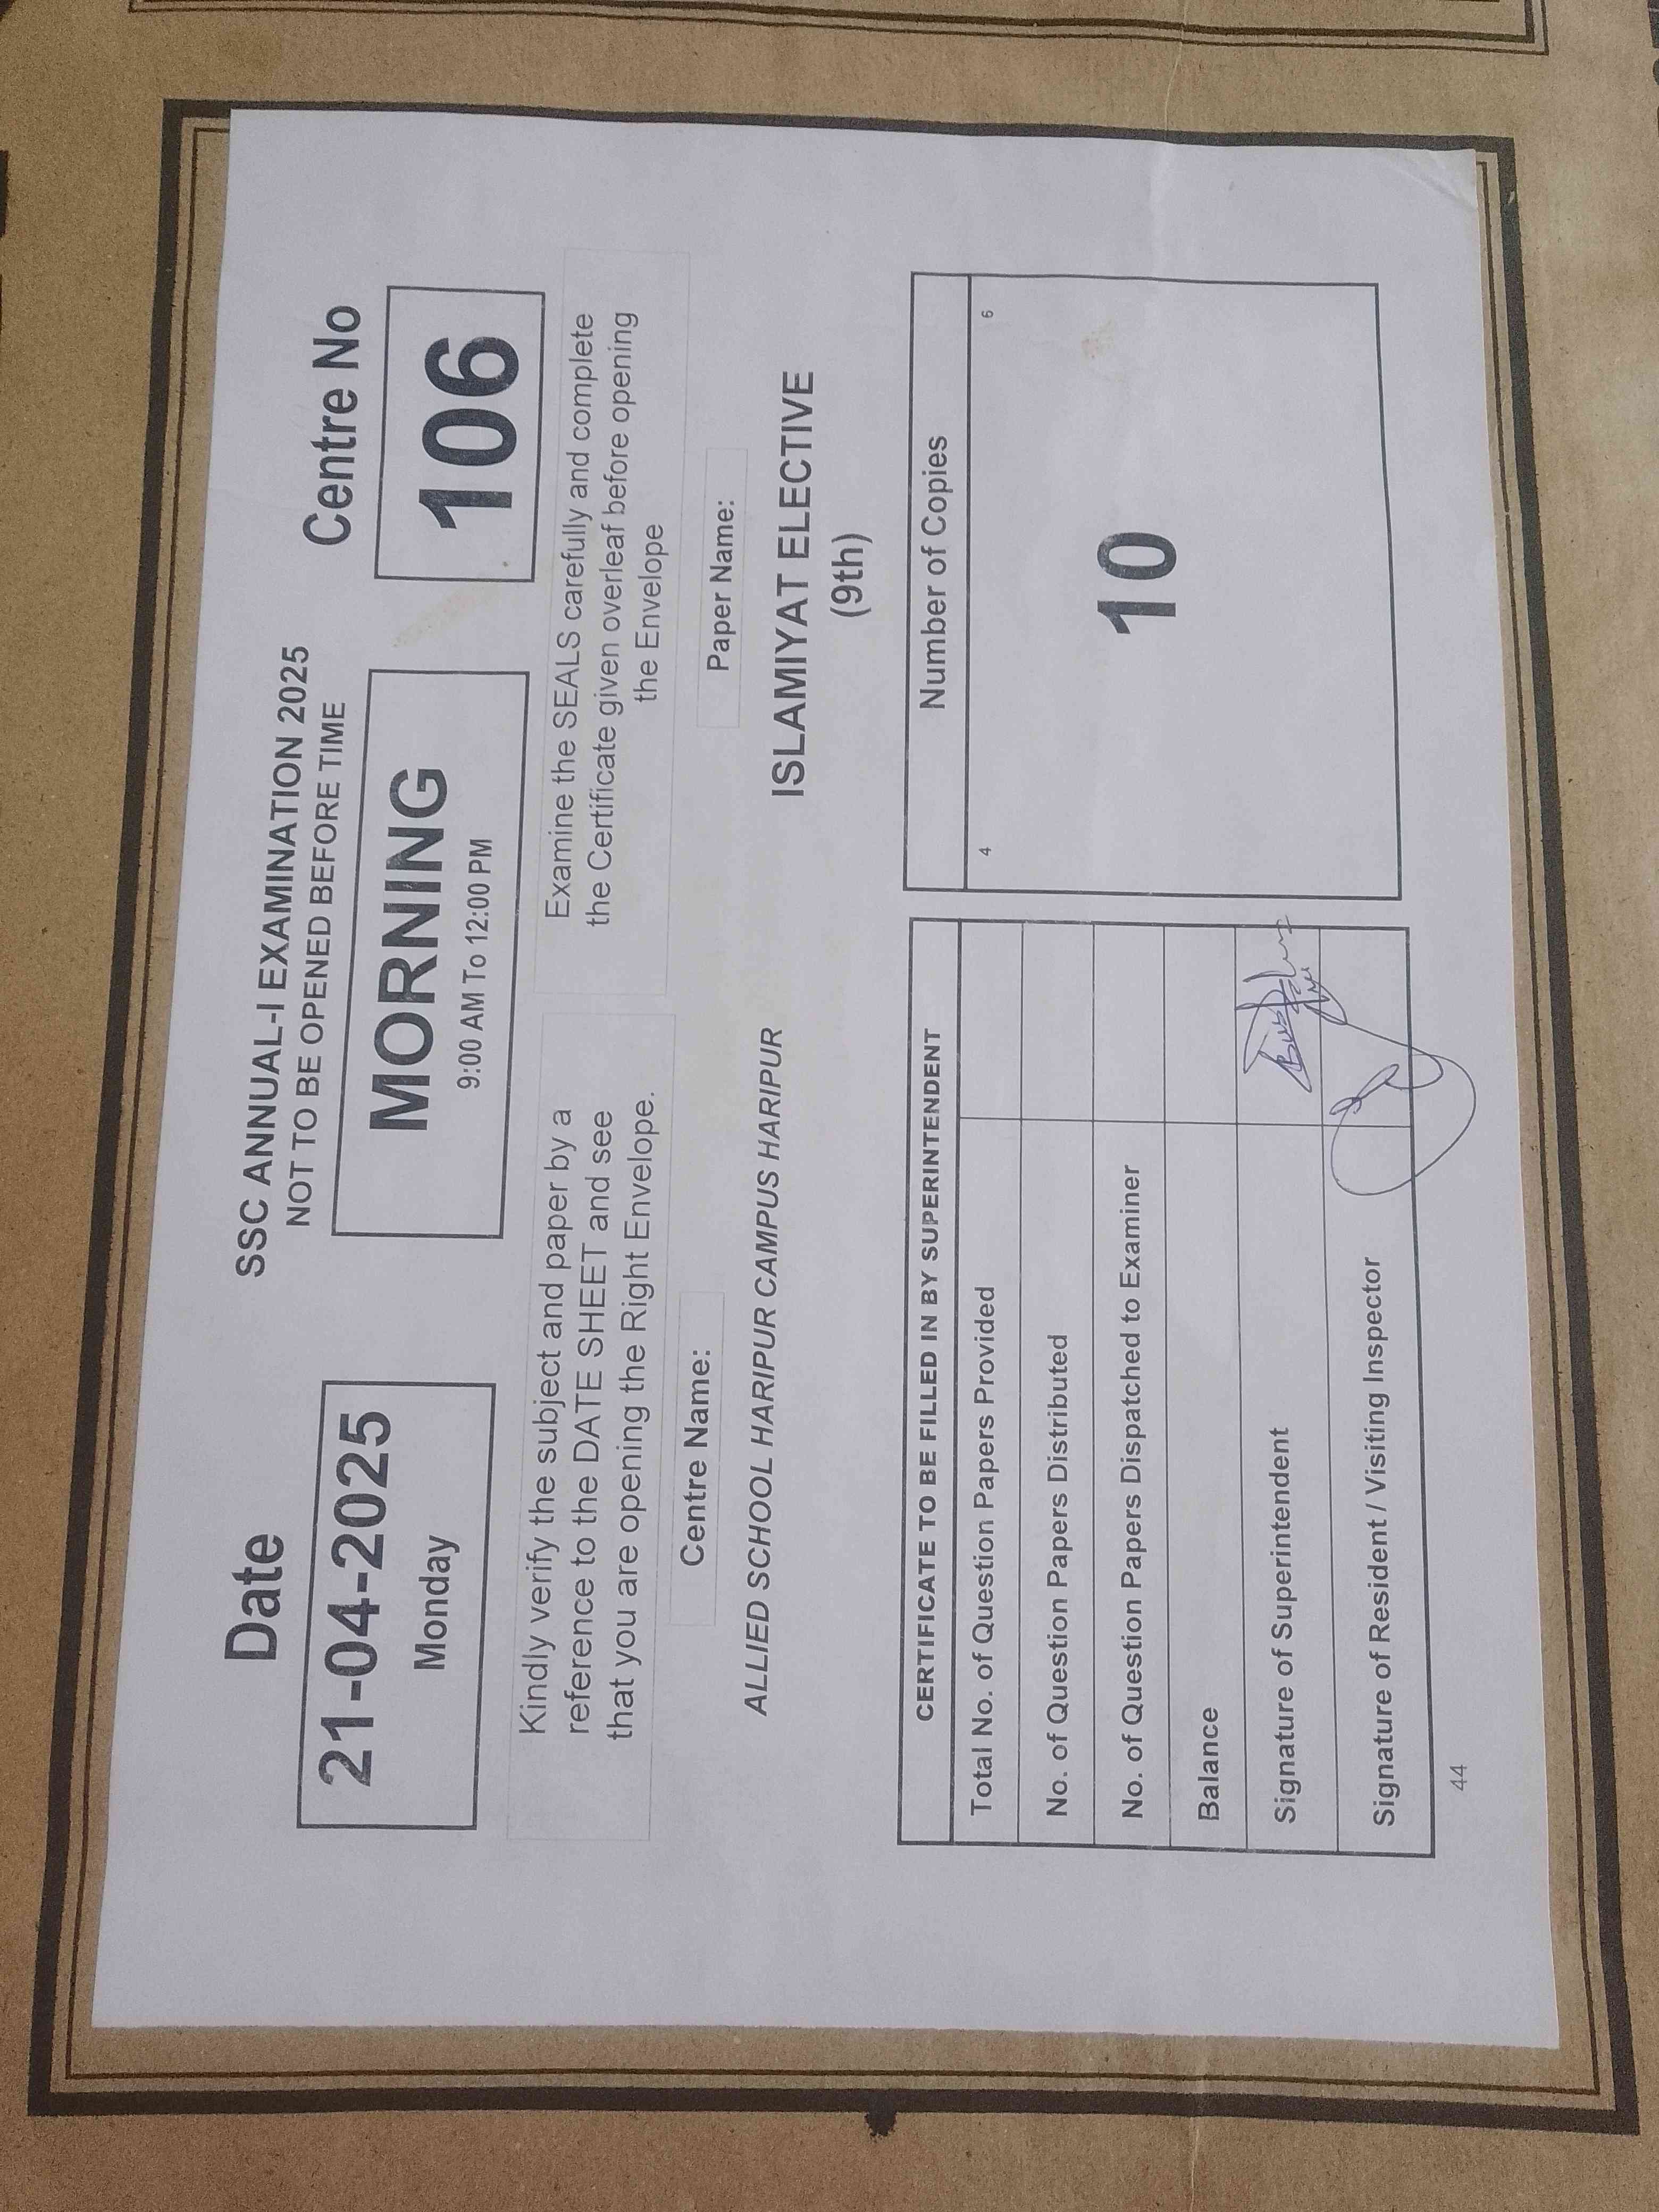 SSC ANNUAL-I EXAMINATION 2025
NOT TO BE OPENED BEFORE TIME
Date
21-04-2025
Monday
MORNING
9:00 AM To 12:00 PM
Centre No
106
Kindly verify the subject and paper by a
reference to the DATE SHEET and see
that you are opening the Right Envelope.
Examine the SEALS carefully and complete
the Certificate given overleaf before opening
the Envelope
Centre Name:
ALLIED SCHOOL HARIPUR CAMPUS HARIPUR
Paper Name:
ISLAMIYAT ELECTIVE
(9th)
CERTIFICATE TO BE FILLED IN BY SUPERINTENDENT
Total No. of Question Papers Provided
No. of Question Papers Distributed
No. of Question Papers Dispatched to Examiner
Balance
Signature of Superintendent
Signature of Resident / Visiting Inspector
Number of Copies
4 6
10
44